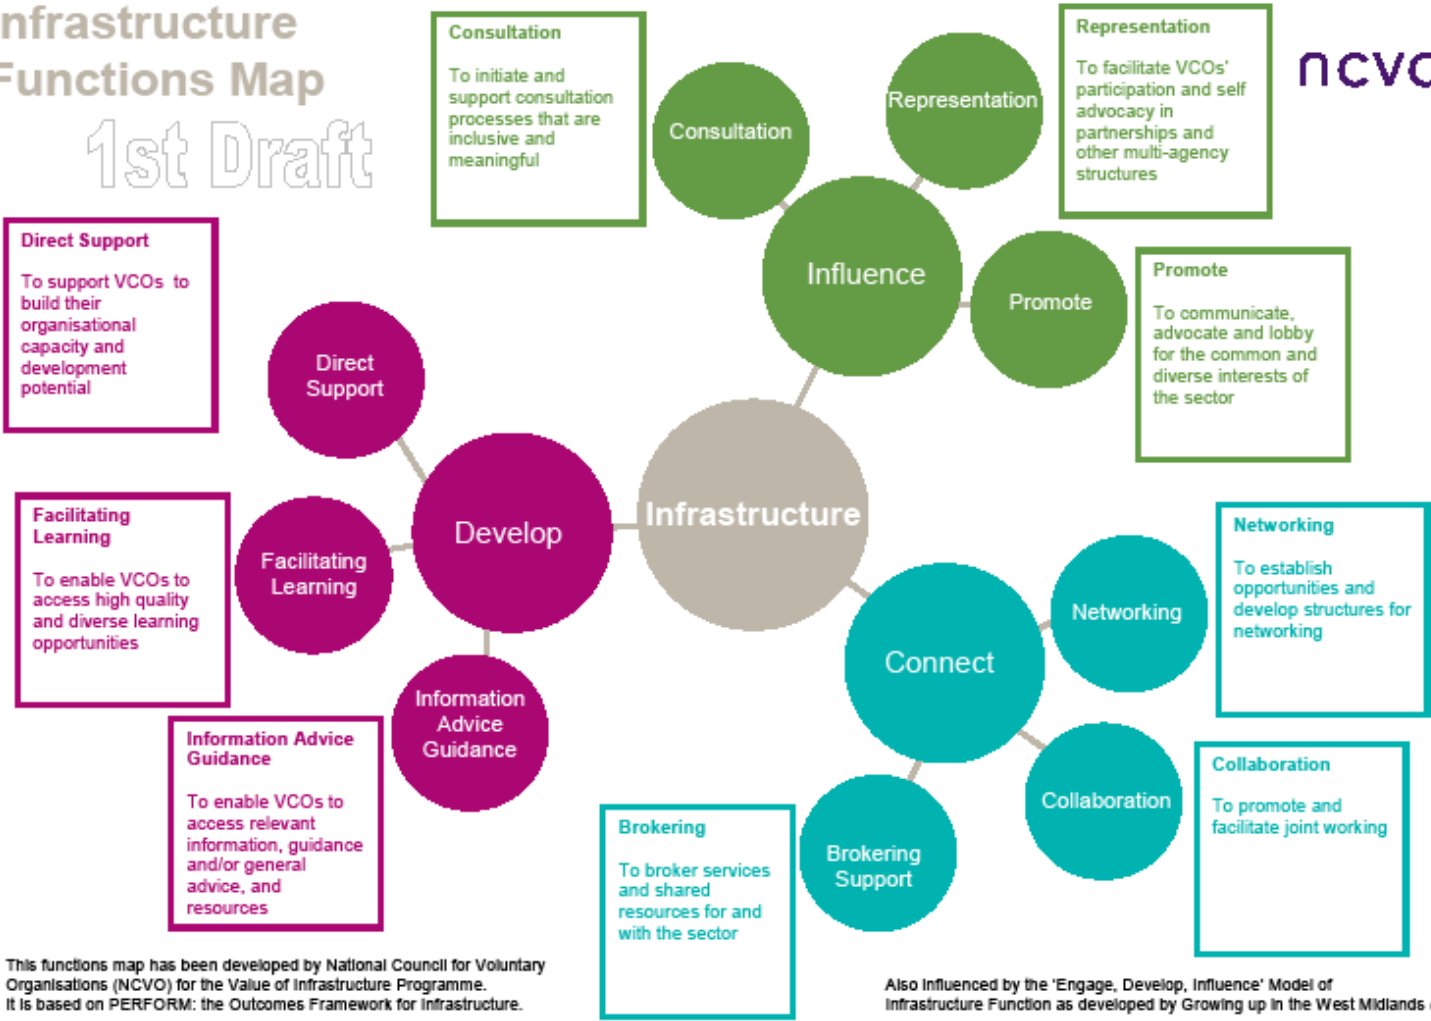 nfrastructure
Functions Map
1st Draft
Consultation
To initiate and
support consultation
processes that are
inclusive and
meaningful
Consultation
Representation
Representation
To facilitate VCOs'
participation and self
advocacy in
partnerships and
other multi-agency
structures
ncvo
Influence
Promote
Promote
To communicate,
advocate and lobby
for the common and
diverse interests of
the sector
Direct Support
To support VCOs to
build their
organisational
capacity and
development
potential
Direct
Support
Facilitating
Learning
To enable VCOs to
access high quality
and diverse learning
opportunities
Facilitating
Learning
Develop
Infrastructure
Information Advice
Guidance
To enable VCOs to
access relevant
information, guidance
and/or general
advice, and
resources
Information
Advice
Guidance
Connect
Networking
Networking
To establish
opportunities and
develop structures for
networking
Collaboration
Collaboration
To promote and
facilitate joint working
Brokering
To broker services
and shared
resources for and
with the sector
Brokering
Support
This functions map has been developed by National Council for Voluntary
Organisations (NCVO) for the Value of Infrastructure Programme.
It is based on PERFORM: the Outcomes Framework for Infrastructure.
Also Influenced by the 'Engage, Develop, Influence' Model of
Infrastructure Function as developed by Growing up in the West Midlands